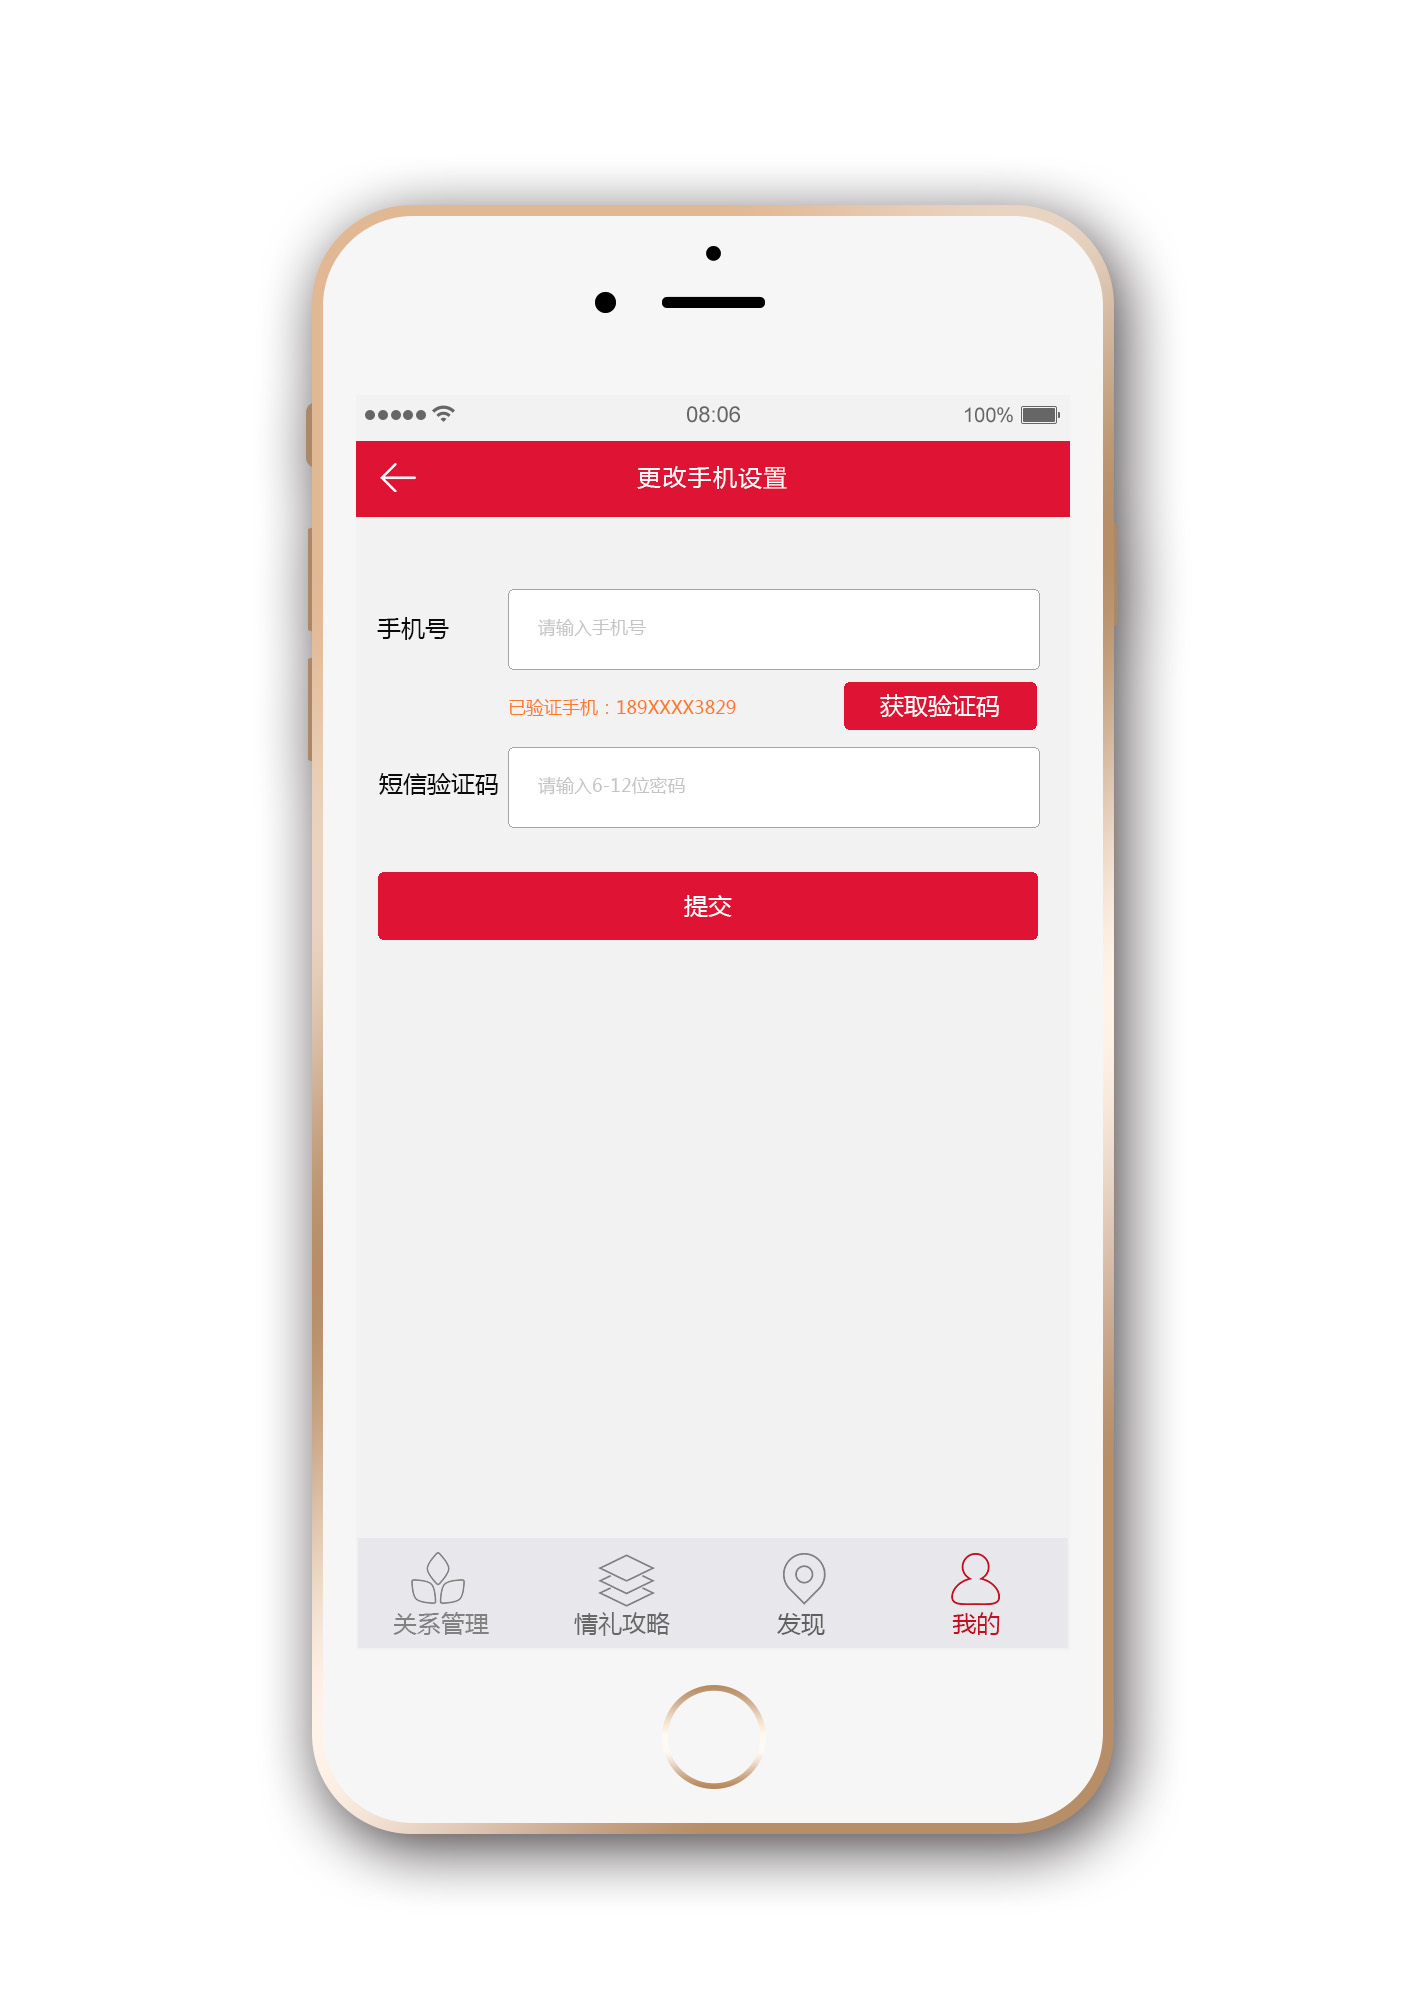 08:06
100%
更改手机设置
手机号
请输入手机号
已验证手机：189XXXX3829
获取验证码
短信验证码
请输入6-12位密码
提交
关系管理
情礼攻略
发现
我的